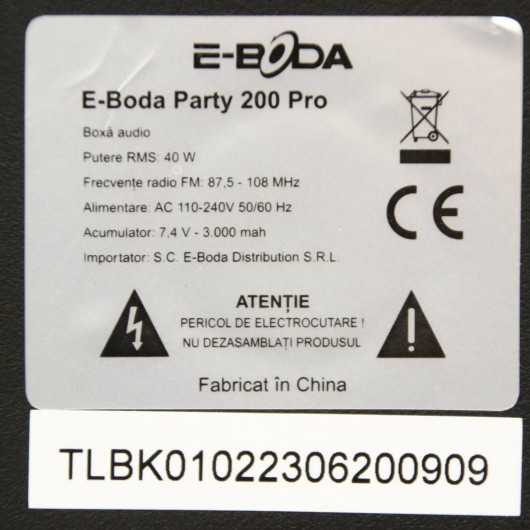 E-BODA
E-Boda Party 200 Pro
Boxă audio
Putere RMS: 40 W
Frecvențe radio FM: 87,5 - 108 MHz
Alimentare: AC 110-240V 50/60 Hz
Acumulator: 7,4 V - 3.000 mah
Importator: S.C. E-Boda Distribution S.R.L.
CE
ATENȚIE
PERICOL DE ELECTROCUTARE !
NU DEZASAMBLAȚI PRODUSUL
Fabricat în China
TLBK01022306200909